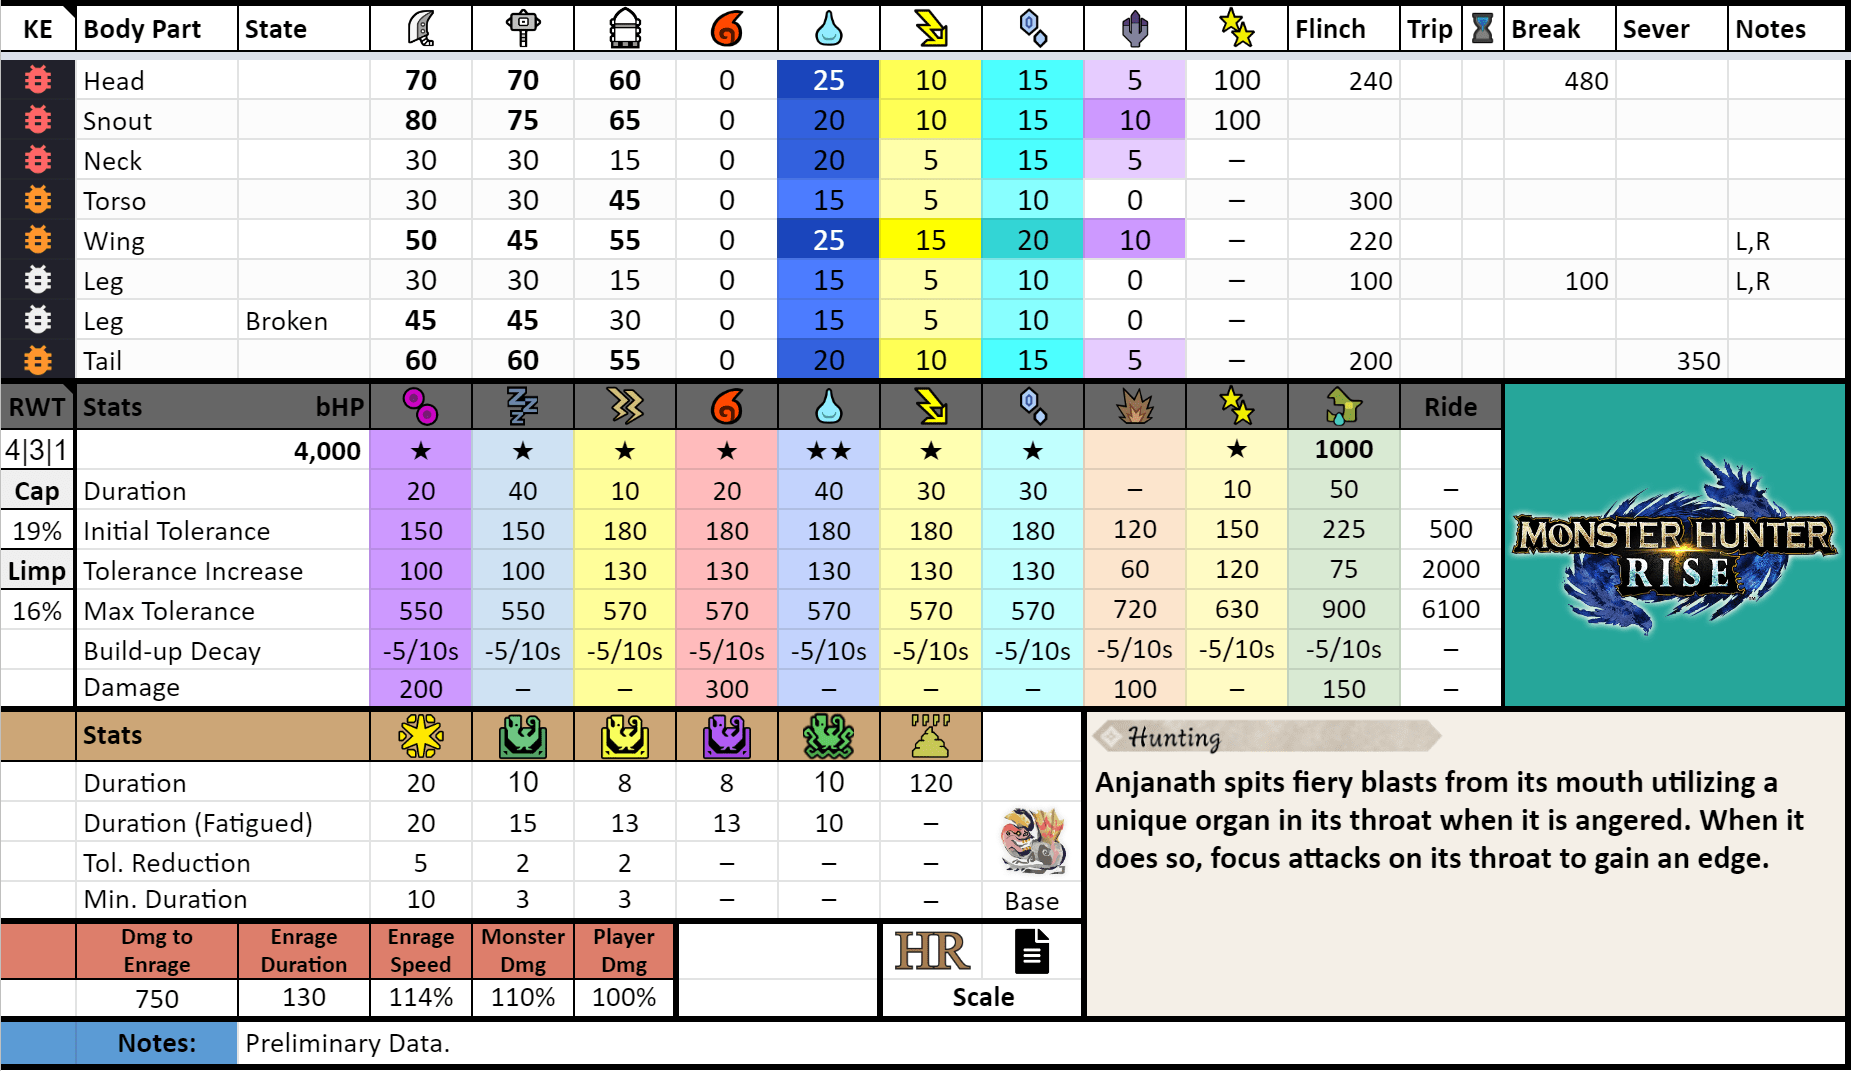 KE Body Part State Flinch Trip Break Sever Notes
Head 70 70 60 0 25 10 15 5 100 240 480
Snout 80 75 65 0 20 10 15 10 100
Neck 30 30 15 0 20 5 15 5 –
Torso 30 30 45 0 15 5 10 0 – 300
Wing 50 45 55 0 25 15 20 10 – 220 L,R
Leg 30 30 15 0 15 5 10 0 – 100 100 L,R
Leg Broken 45 45 30 0 15 5 10 0 –
Tail 60 60 55 0 20 10 15 5 – 200 350
RWT Stats bHP Ride
4|3|1 4,000 ★ ★ ★ ★ ★★ ★ ★ ★ 1000
Cap Duration 20 40 10 20 40 30 30 – 10 50 –
19% Initial Tolerance 150 150 180 180 180 180 180 120 150 225 500
Limp Tolerance Increase 100 100 130 130 130 130 130 60 120 75 2000
16% Max Tolerance 550 550 570 570 570 570 570 720 630 900 6100
Build-up Decay -5/10s -5/10s -5/10s -5/10s -5/10s -5/10s -5/10s -5/10s -5/10s -5/10s –
Damage 200 – – 300 – – – 100 – 150 –
MONSTER HUNTER
RISE
Stats
Duration 20 10 8 8 10 120
Duration (Fatigued) 20 15 13 13 10 –
Tol. Reduction 5 2 2 – – –
Min. Duration 10 3 3 – – – Base
Hunting
Anjanath spits fiery blasts from its mouth utilizing a
unique organ in its throat when it is angered. When it
does so, focus attacks on its throat to gain an edge.
Dmg to Enrage Enrage Monster Player HR
Enrage Duration Speed Dmg Dmg
750 130 114% 110% 100% Scale
Notes: Preliminary Data.